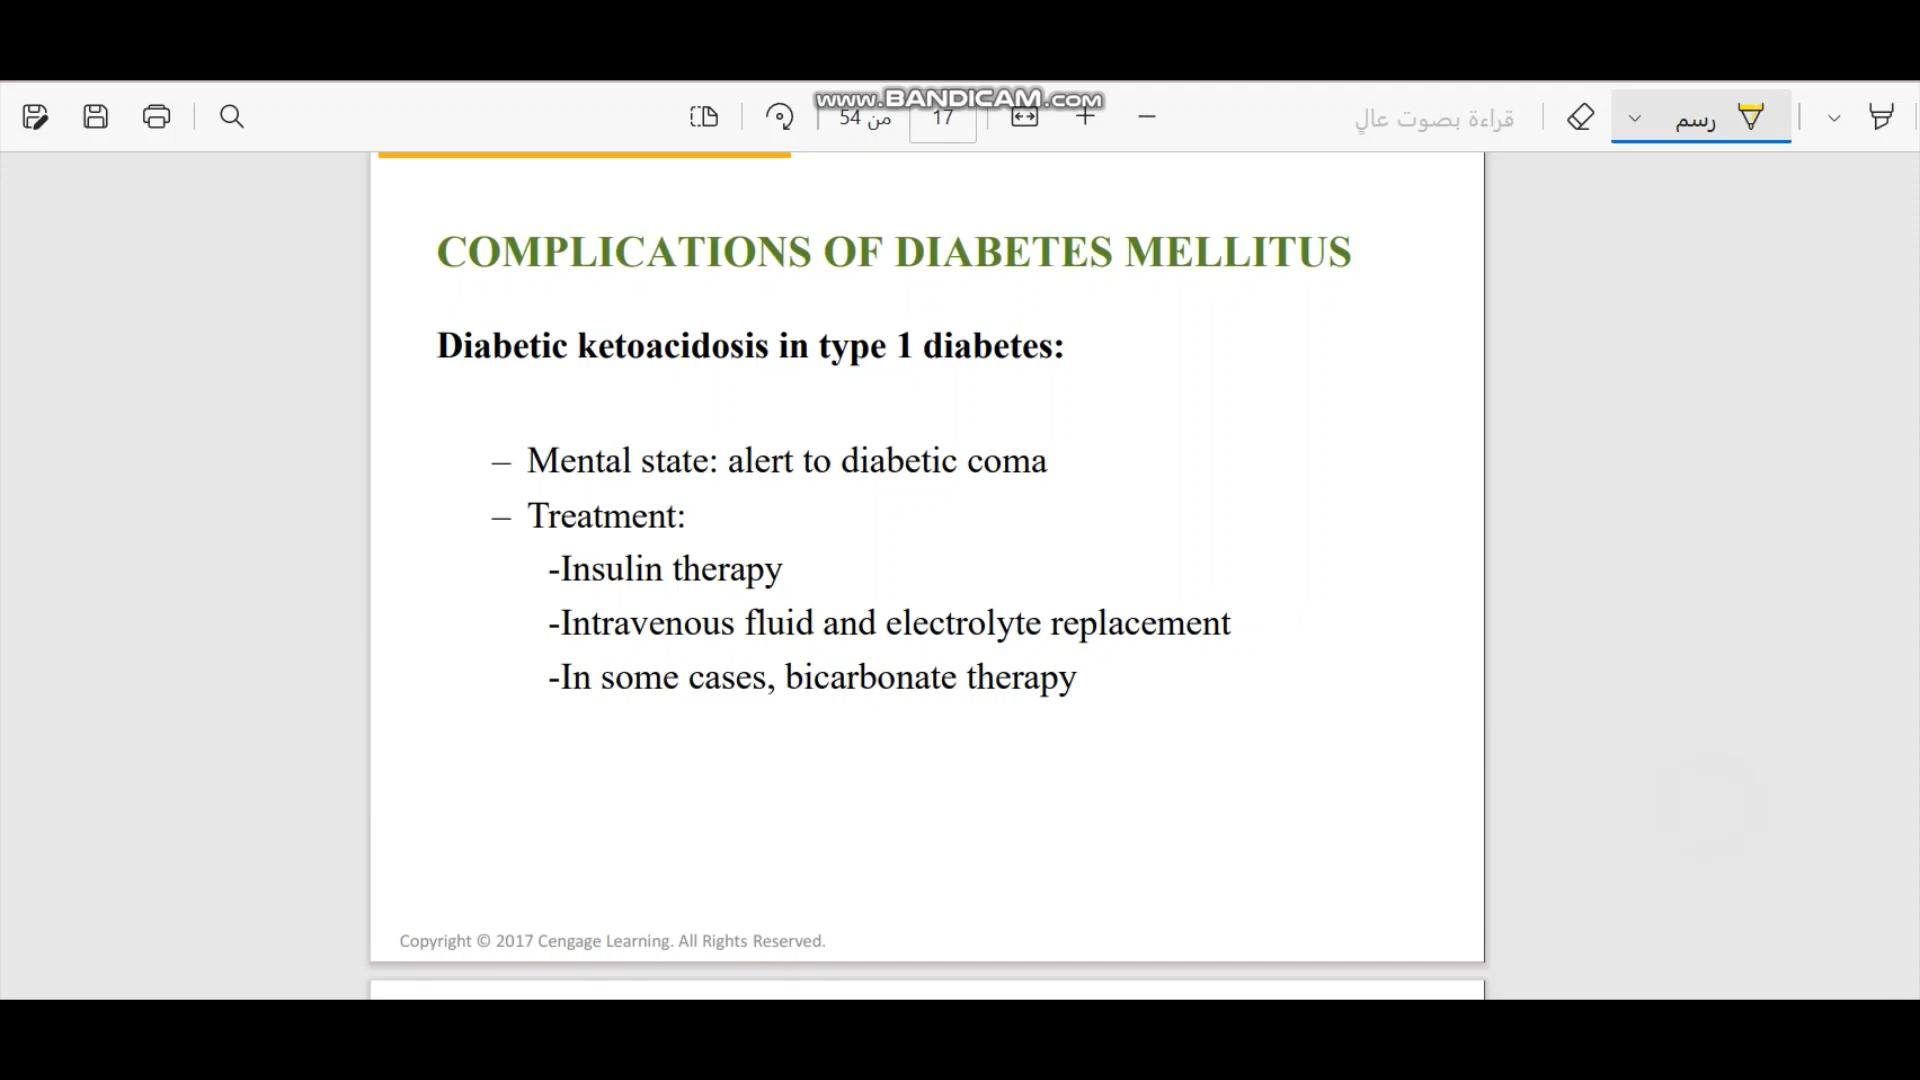 www.BANDICAM.com
17 من 54
قراءة بصوت عالٍ
رسم
COMPLICATIONS OF DIABETES MELLITUS
Diabetic ketoacidosis in type 1 diabetes:
– Mental state: alert to diabetic coma
– Treatment:
-Insulin therapy
-Intravenous fluid and electrolyte replacement
-In some cases, bicarbonate therapy
Copyright © 2017 Cengage Learning. All Rights Reserved.